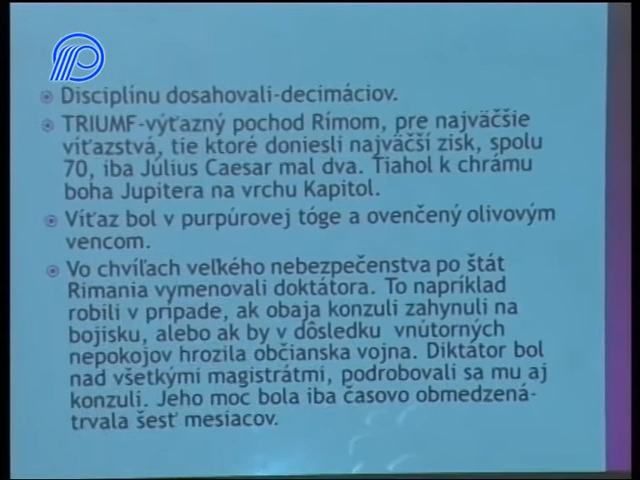 Disciplínu dosahovali-decimáciov.
TRIUMF-výťazný pochod Rímom, pre najväčšie
víťazstvá, tie ktoré doniesli najväčší zisk, spolu
70, iba Július Caesar mal dva. Tiahol k chrámu
boha Jupitera na vrchu Kapitol.
Víťaz bol v purpúrovej tóge a ovenčený olivovým
vencom.
Vo chvíľach veľkého nebezpečenstva po štát
Rimania vymenovali doktátora. To napríklad
robili v prípade, ak obaja konzuli zahynuli na
bojisku, alebo ak by v dôsledku vnútorných
nepokojov hrozila občianska vojna. Diktátor bol
nad všetkými magistrátmi, podrobovali sa mu aj
konzuli. Jeho moc bola iba časovo obmedzená-
trvala šesť mesiacov.